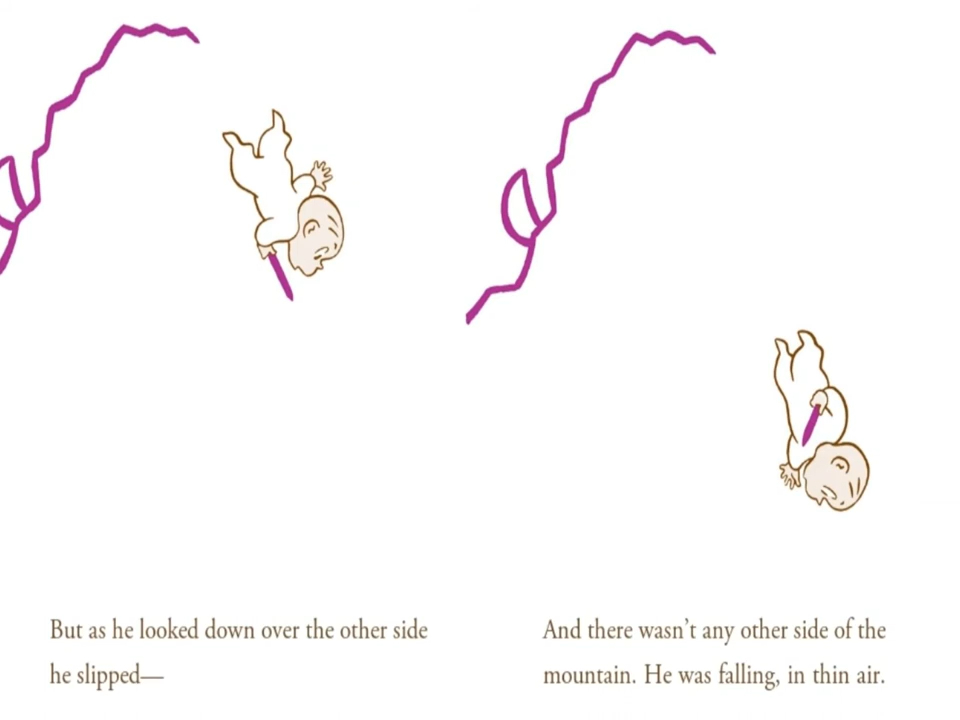 But as he looked down over the other side
he slipped—
And there wasn't any other side of the
mountain. He was falling, in thin air.